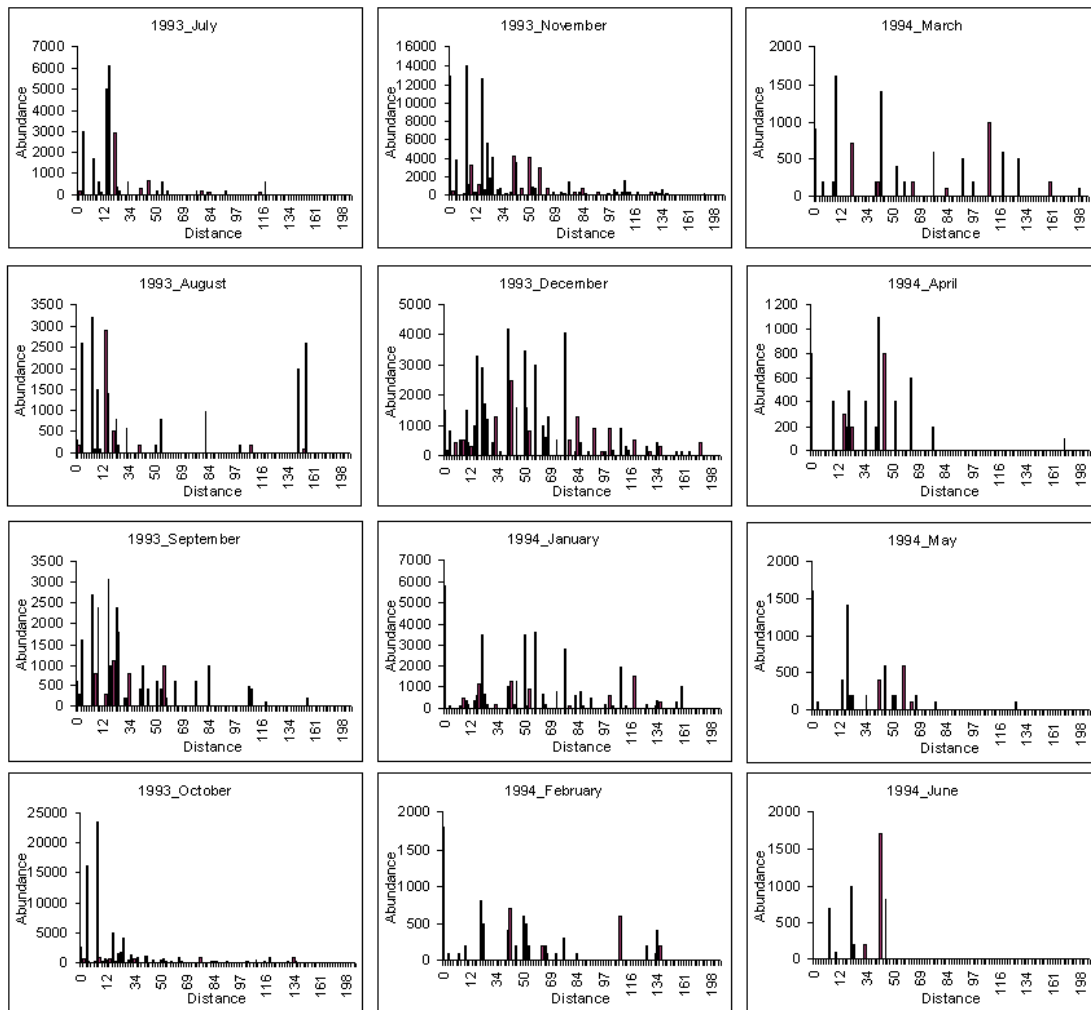 1993_July
7000
6000
5000
4000
3000
2000
1000
0
Abundance
0 12 34 50 69 84 97 116 134 161 198
Distance
1993_November
16000
14000
12000
10000
8000
6000
4000
2000
0
Abundance
0 12 34 50 69 84 97 116 134 161 198
Distance
1994_March
2000
1500
1000
500
0
Abundance
0 12 34 50 69 84 97 116 134 161 198
Distance
1993_August
3500
3000
2500
2000
1500
1000
500
0
Abundance
0 12 34 50 69 84 97 116 134 161 198
Distance
1993_December
5000
4000
3000
2000
1000
0
Abundance
0 12 34 50 69 84 97 116 134 161 198
Distance
1994_April
1200
1000
800
600
400
200
0
Abundance
0 12 34 50 69 84 97 116 134 161 198
Distance
1993_September
3500
3000
2500
2000
1500
1000
500
0
Abundance
0 12 34 50 69 84 97 116 134 161 198
Distance
1994_January
7000
6000
5000
4000
3000
2000
1000
0
Abundance
0 12 34 50 69 84 97 116 134 161 198
Distance
1994_May
2000
1500
1000
500
0
Abundance
0 12 34 50 69 84 97 116 134 161 198
Distance
1993_October
25000
20000
15000
10000
5000
0
Abundance
0 12 34 50 69 84 97 116 134 161 198
Distance
1994_February
2000
1500
1000
500
0
Abundance
0 12 34 50 69 84 97 116 134 161 198
Distance
1994_June
2000
1500
1000
500
0
Abundance
0 12 34 50 69 84 97 116 134 161 198
Distance